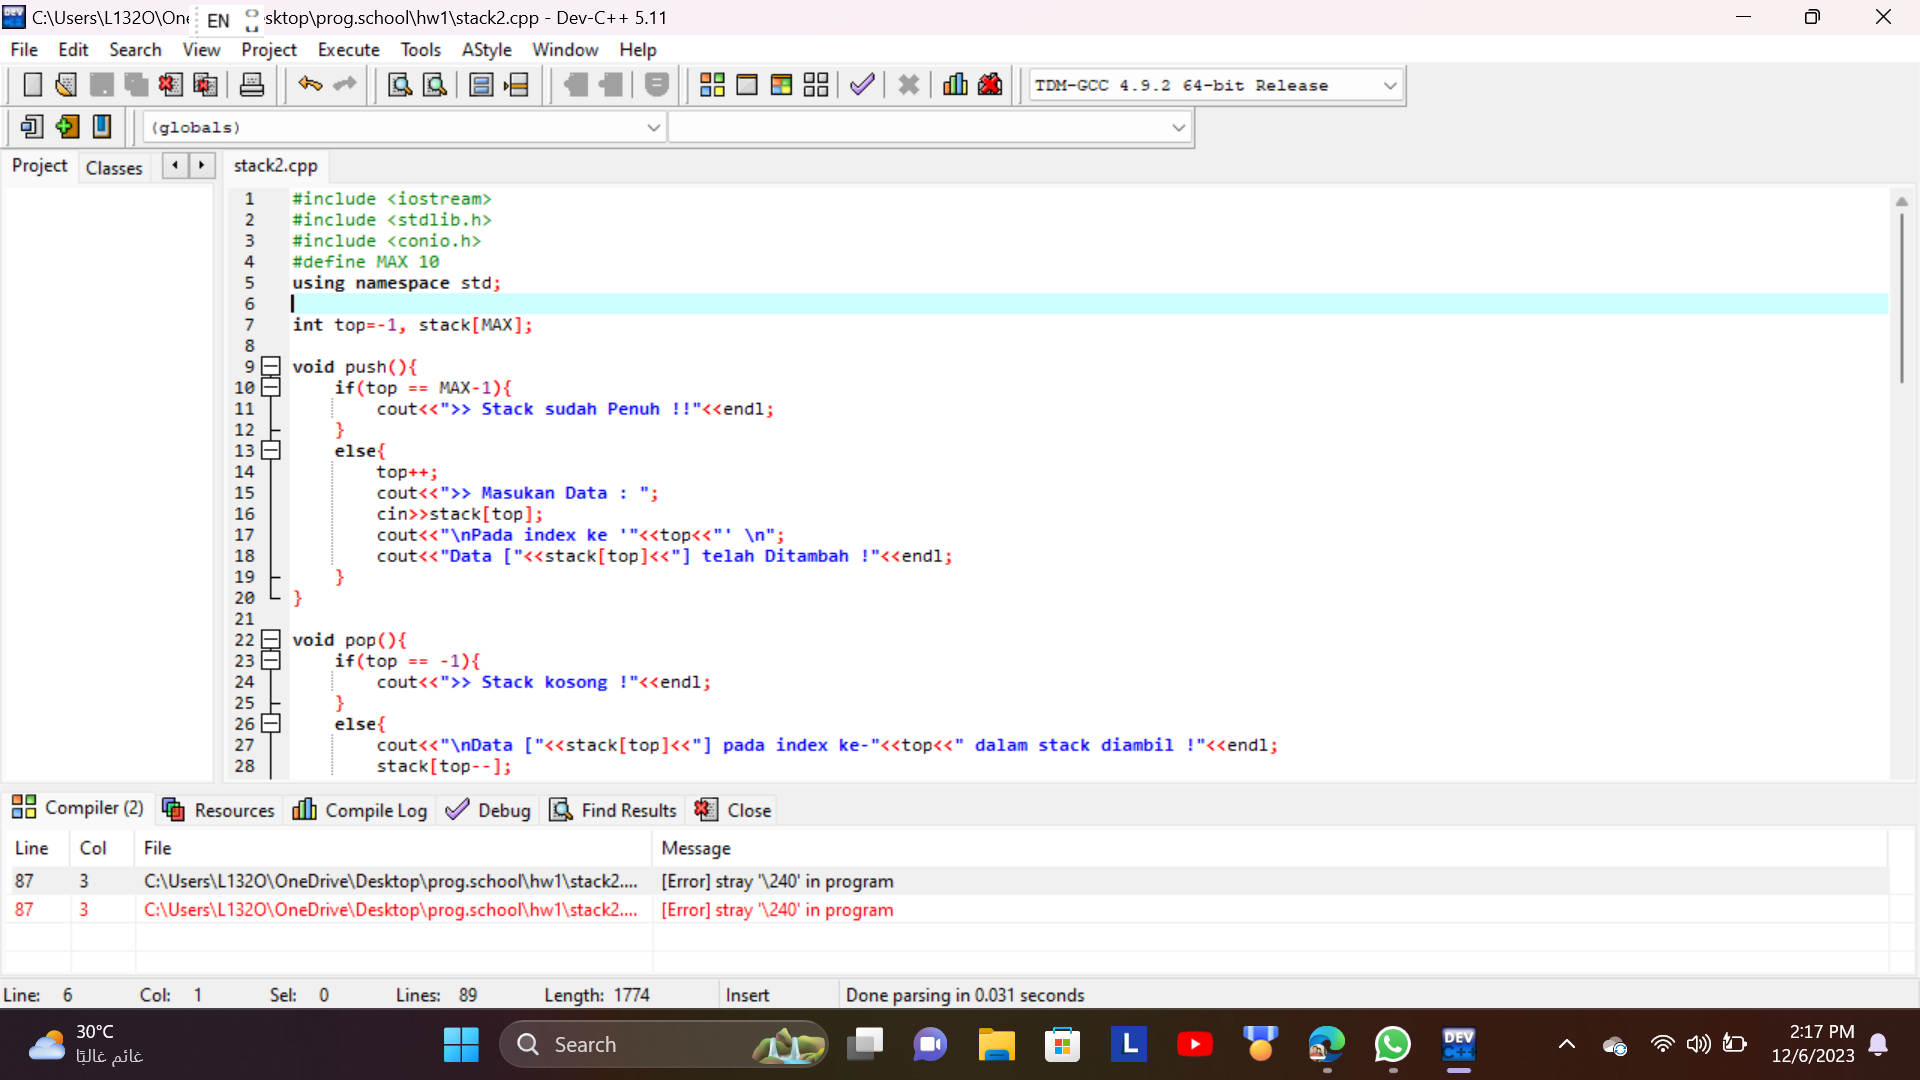 C:\Users\L132O\One
EN
sktop\prog.school\hw1\stack2.cpp - Dev-C++ 5.11
File Edit Search View Project Execute Tools AStyle Window Help
TDM-GCC 4.9.2 64-bit Release
(globals)
Project Classes stack2.cpp
1 #include <iostream>
2 #include <stdlib.h>
3 #include <conio.h>
4 #define MAX 10
5 using namespace std;
6
7 int top=-1, stack[MAX];
8
9 void push(){
10 if(top == MAX-1){
11 cout<<">> Stack sudah Penuh !!"<<endl;
12 }
13 else{
14 top++;
15 cout<<">> Masukan Data : ";
16 cin>>stack[top];
17 cout<<"\nPada index ke '"<<top<<"' \n";
18 cout<<"Data ["<<stack[top]<<"] telah Ditambah !"<<endl;
19 }
20 }
21
22 void pop(){
23 if(top == -1){
24 cout<<">> Stack kosong !"<<endl;
25 }
26 else{
27 cout<<"\nData ["<<stack[top]<<"] pada index ke-"<<top<<" dalam stack diambil !"<<endl;
28 stack[top--];
Compiler (2) Resources Compile Log Debug Find Results Close
Line Col File Message
87 3 C:\Users\L132O\OneDrive\Desktop\prog.school\hw1\stack2.... [Error] stray '\240' in program
87 3 C:\Users\L132O\OneDrive\Desktop\prog.school\hw1\stack2.... [Error] stray '\240' in program
Line: 6 Col: 1 Sel: 0 Lines: 89 Length: 1774 Insert Done parsing in 0.031 seconds
30°C
غائم غالبًا
Search
L
DEV
C++
2:17 PM
12/6/2023